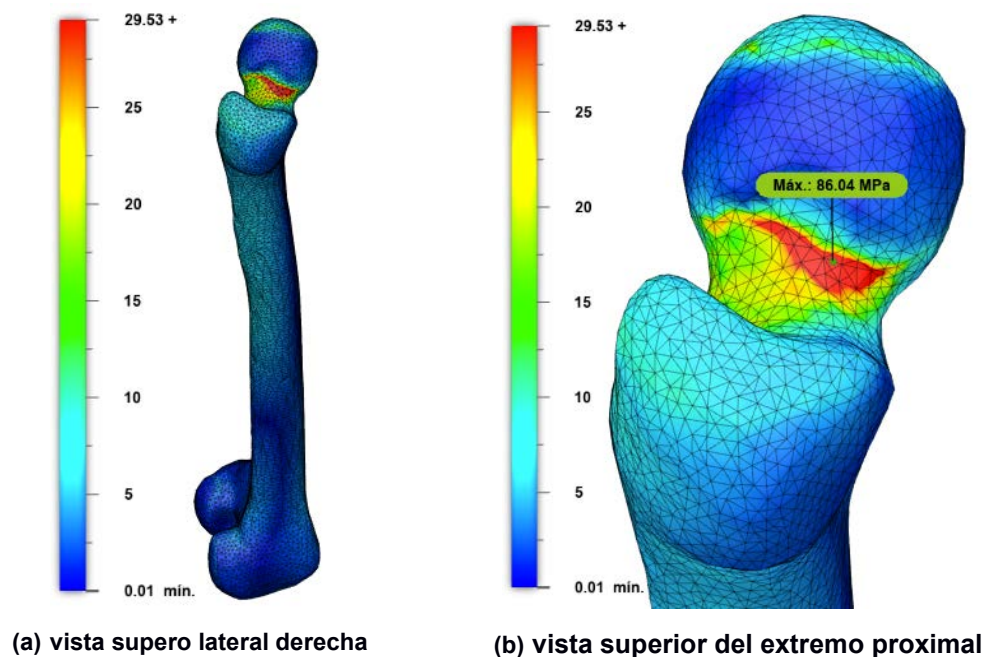 29.53 +
25
20
15
10
5
0.01 mín.
(a) vista supero lateral derecha
29.53 +
25
20
15
10
5
0.01 mín.
Máx.: 86.04 MPa
(b) vista superior del extremo proximal